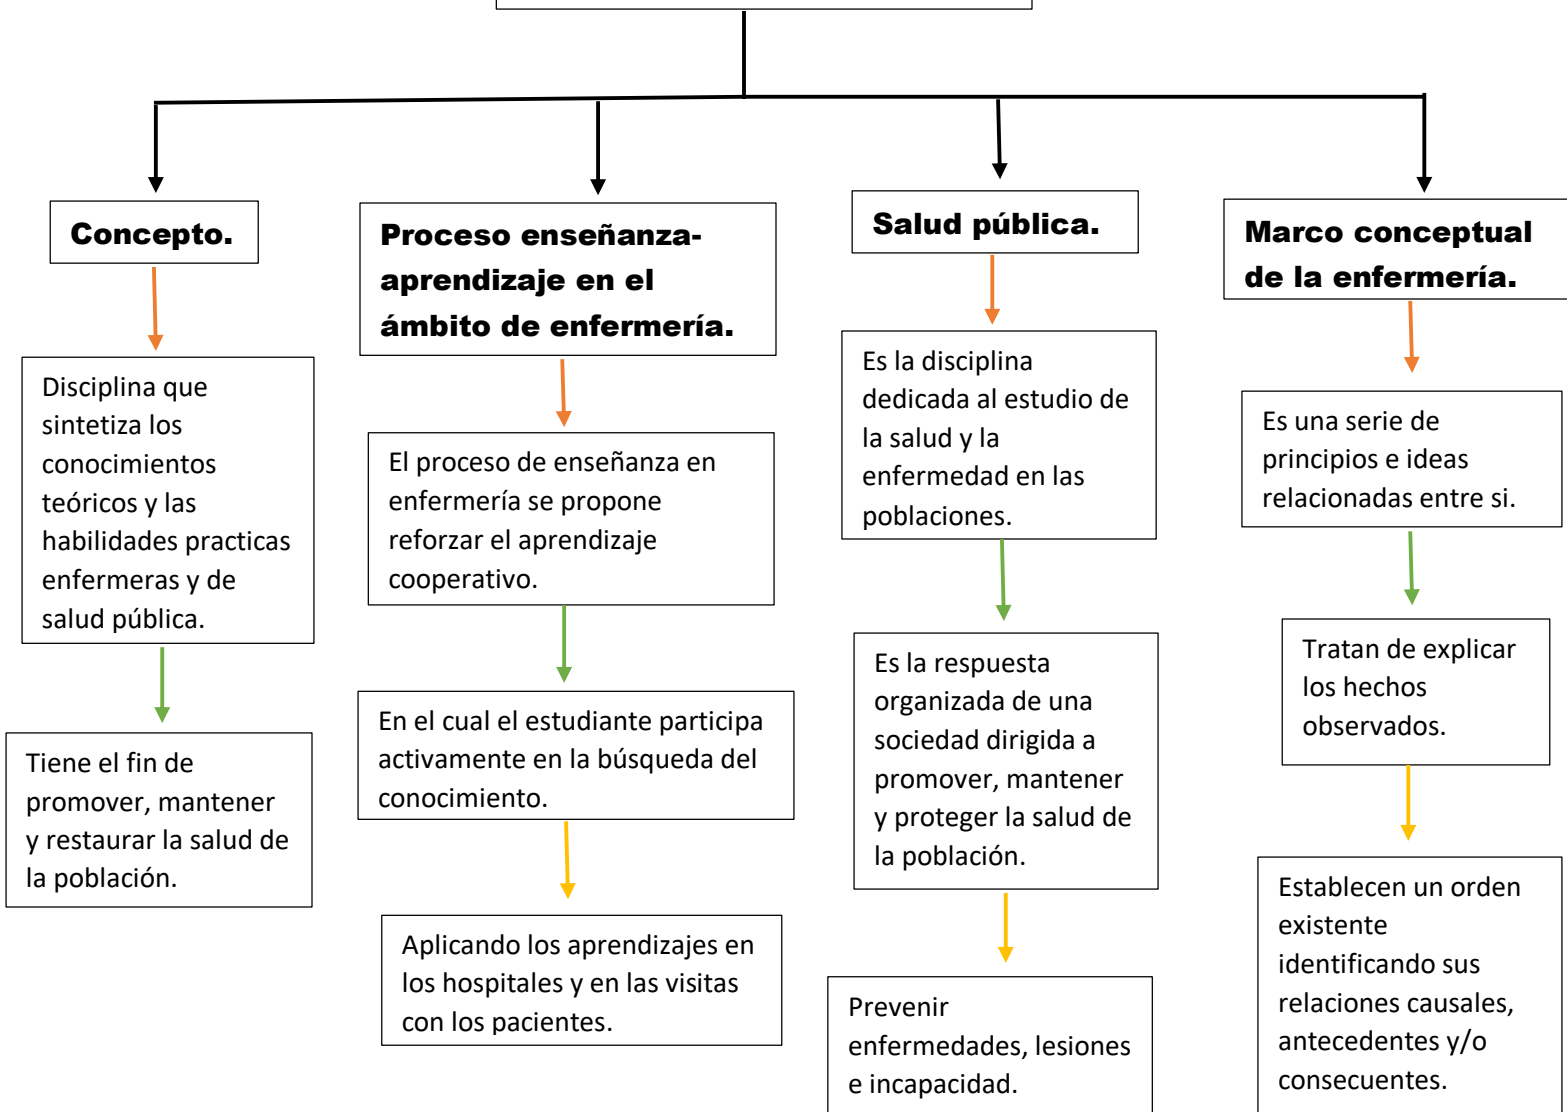 Concepto.
Disciplina que
sintetiza los
conocimientos
teóricos y las
habilidades practicas
enfermeras y de
salud pública.
Tiene el fin de
promover, mantener
y restaurar la salud de
la población.
Proceso enseñanza-
aprendizaje en el
ámbito de enfermería.
El proceso de enseñanza en
enfermería se propone
reforzar el aprendizaje
cooperativo.
En el cual el estudiante participa
activamente en la búsqueda del
conocimiento.
Aplicando los aprendizajes en
los hospitales y en las visitas
con los pacientes.
Salud pública.
Es la disciplina
dedicada al estudio de
la salud y la
enfermedad en las
poblaciones.
Es la respuesta
organizada de una
sociedad dirigida a
promover, mantener
y proteger la salud de
la población.
Prevenir
enfermedades, lesiones
e incapacidad.
Marco conceptual
de la enfermería.
Es una serie de
principios e ideas
relacionadas entre si.
Tratan de explicar
los hechos
observados.
Establecen un orden
existente
identificando sus
relaciones causales,
antecedentes y/o
consecuentes.